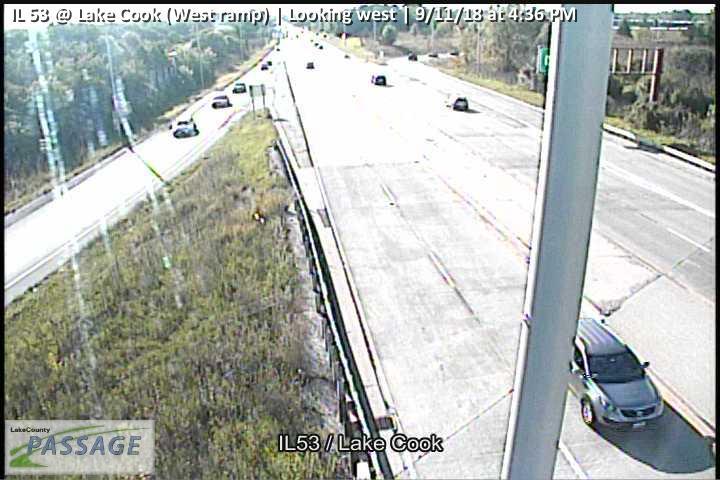 IL 53 @ Lake Cook (West ramp) | Looking west | 9/11/18 at 4:36 PM
LakeCounty
PASSAGE
IL53 / Lake Cook